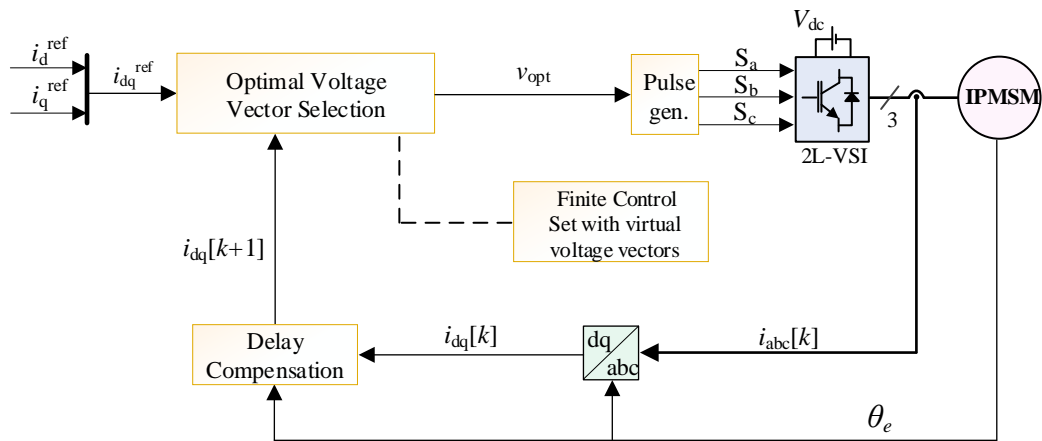 i_d^ref
i_q^ref
i_dq^ref
Optimal Voltage
Vector Selection
v_opt
Pulse
gen.
S_a
S_b
S_c
V_dc
2L-VSI
3
IPMSM
Finite Control
Set with virtual
voltage vectors
i_dq[k+1]
Delay
Compensation
i_dq[k]
dq
abc
i_abc[k]
θ_e